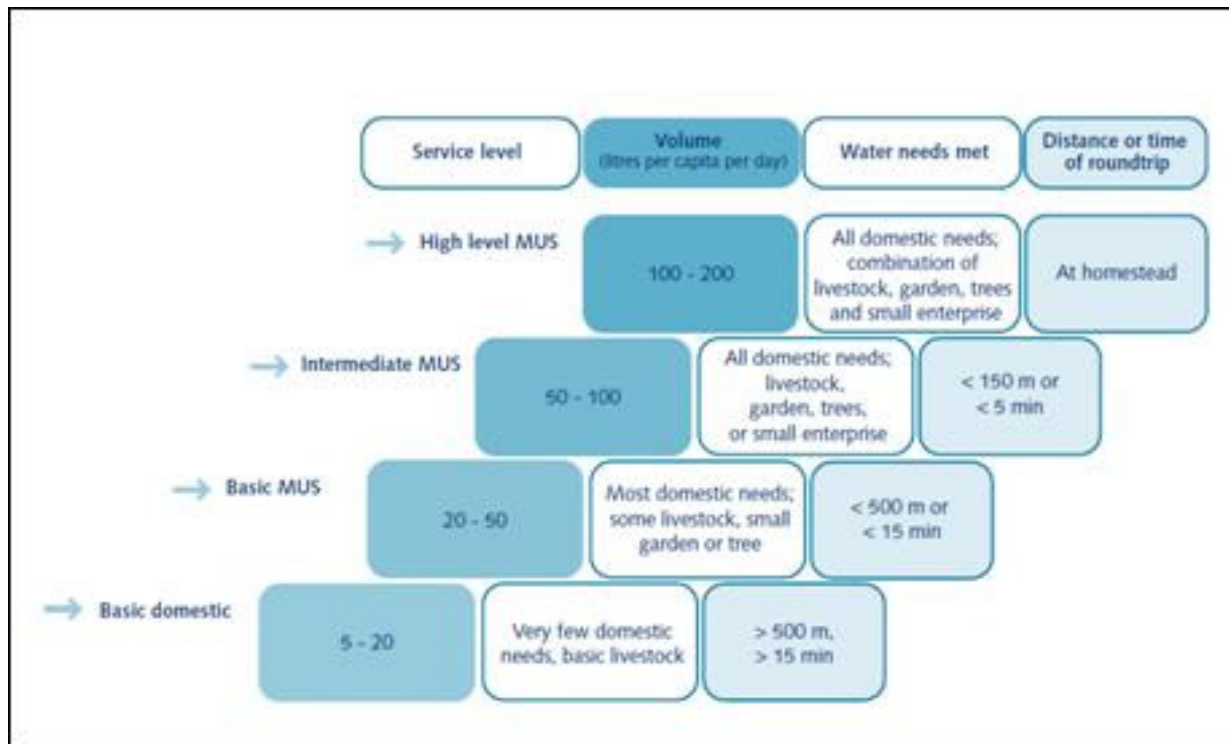 Service level
Volume
(litres per capita per day)
Water needs met
Distance or time
of roundtrip
High level MUS
100 - 200
All domestic needs;
combination of
livestock, garden, trees
and small enterprise
At homestead
Intermediate MUS
50 - 100
All domestic needs;
livestock,
garden, trees,
or small enterprise
< 150 m or
< 5 min
Basic MUS
20 - 50
Most domestic needs;
some livestock, small
garden or tree
< 500 m or
< 15 min
Basic domestic
5 - 20
Very few domestic
needs, basic livestock
> 500 m,
> 15 min